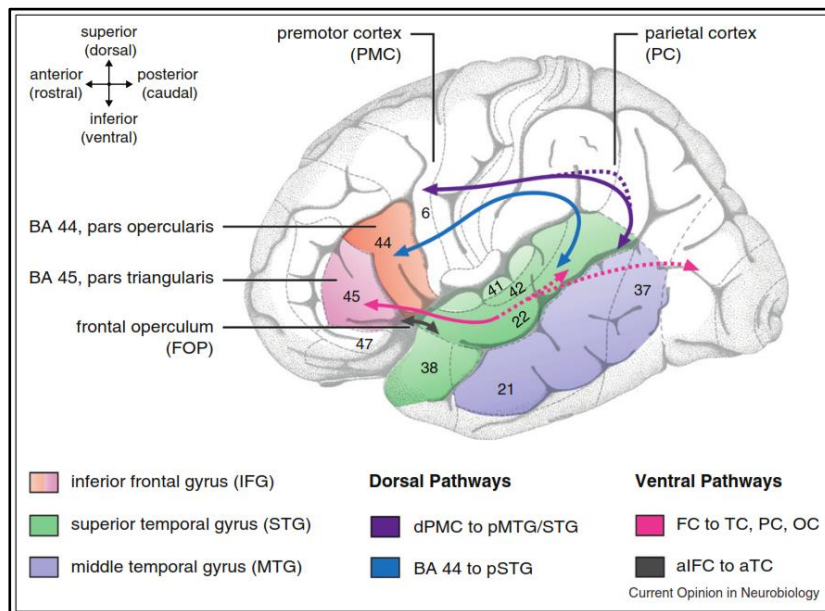 superior
(dorsal)
anterior
(rostral)
posterior
(caudal)
inferior
(ventral)
premotor cortex
(PMC)
parietal cortex
(PC)
BA 44, pars opercularis
BA 45, pars triangularis
frontal operculum
(FOP)
6
44
45
47
41
42
22
38
21
37
inferior frontal gyrus (IFG)
superior temporal gyrus (STG)
middle temporal gyrus (MTG)
Dorsal Pathways
dPMC to pMTG/STG
BA 44 to pSTG
Ventral Pathways
FC to TC, PC, OC
aIFC to aTC
Current Opinion in Neurobiology